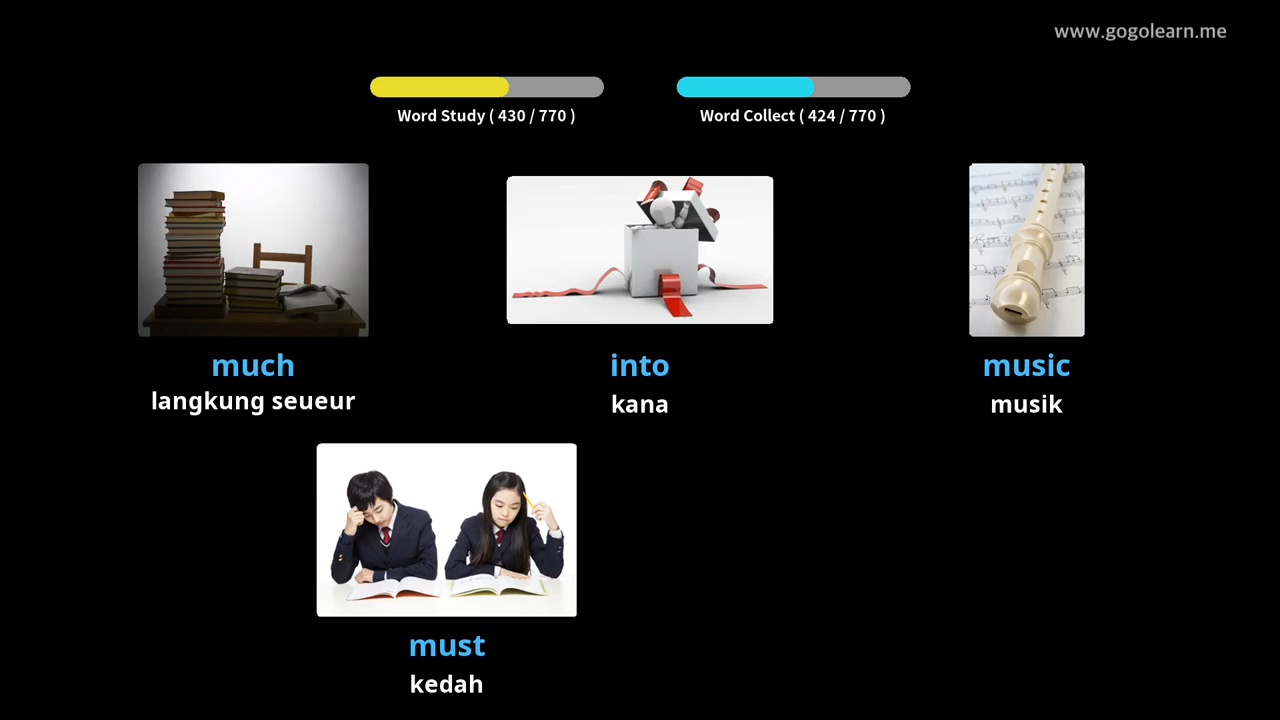 www.gogolearn.me
Word Study ( 430 / 770 )
Word Collect ( 424 / 770 )
much
langkung seueur
into
kana
music
musik
must
kedah